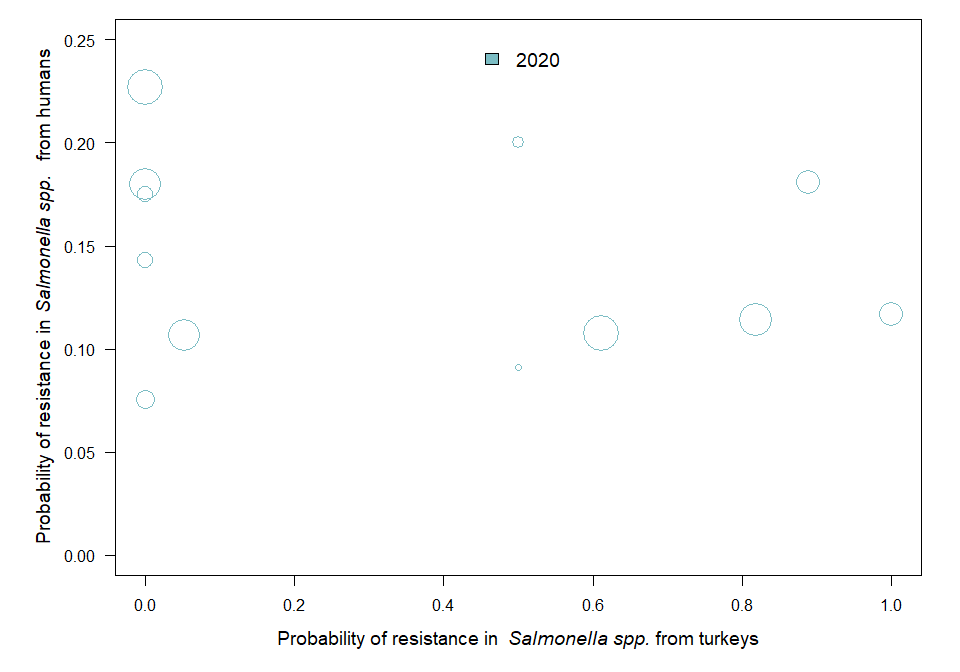 2020
0.25
0.20
0.15
0.10
0.05
0.00
Probability of resistance in Salmonella spp. from humans
0.0 0.2 0.4 0.6 0.8 1.0
Probability of resistance in Salmonella spp. from turkeys